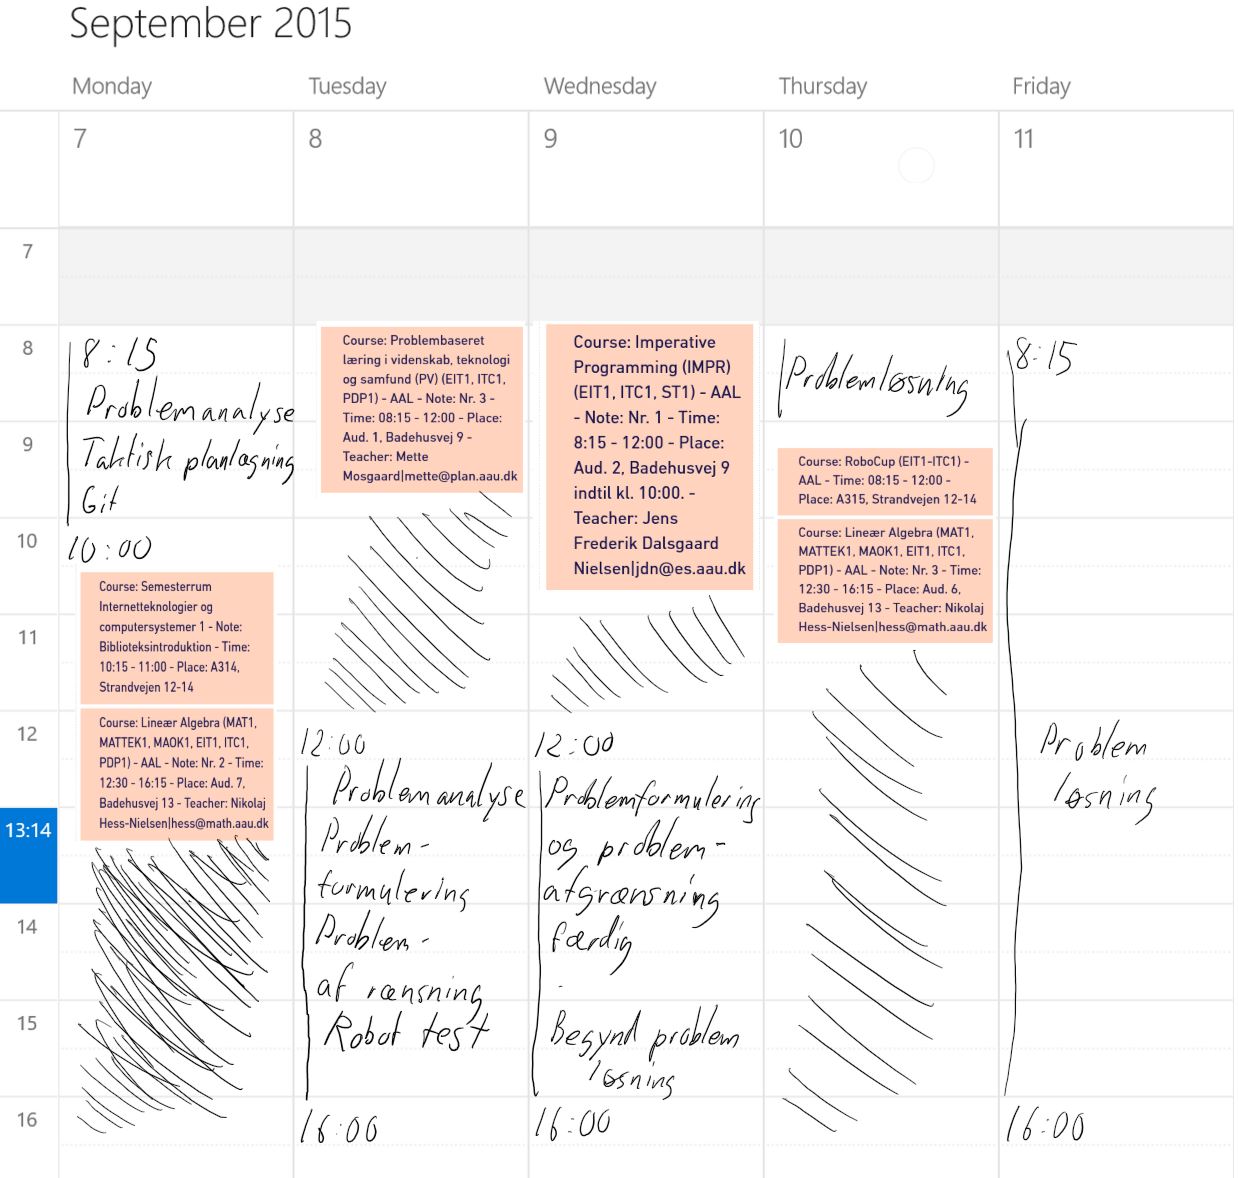 September 2015
Monday
Tuesday
Wednesday
Thursday
Friday
7
8
9
10
11
7
8
9
10
11
12
13:14
14
15
16
8:15
Problemanalyse
Taktisk planlægning
Git
10:00
Course: Semesterrum
Internetteknologier og
computersystemer 1 - Note:
Biblioteksintroduktion - Time:
10:15 - 11:00 - Place: A314,
Strandvejen 12-14
Course: Lineær Algebra (MAT1,
MATTEK1, MAOK1, EIT1, ITC1,
PDP1) - AAL - Note: Nr. 2 - Time:
12:30 - 16:15 - Place: Aud. 7,
Badehusvej 13 - Teacher: Nikolaj
Hess-Nielsen|hess@math.aau.dk
Course: Problembaseret
læring i videnskab, teknologi
og samfund (PV) (EIT1, ITC1,
PDP1) - AAL - Note: Nr. 3 -
Time: 08:15 - 12:00 - Place:
Aud. 1, Badehusvej 9 -
Teacher: Mette
Mosgaard|mette@plan.aau.dk
12:00
Problemanalyse
Problem-
formulering
Problem-
af rænsning
Robot test
16:00
Course: Imperative
Programming (IMPR)
(EIT1, ITC1, ST1) - AAL
- Note: Nr. 1 - Time:
8:15 - 12:00 - Place:
Aud. 2, Badehusvej 9
indtil kl. 10:00. -
Teacher: Jens
Frederik Dalsgaard
Nielsen|jdn@es.aau.dk
12:00
Problemformulering
og problem-
afgrænsning
færdig
-
Begynd problem
løsning
16:00
Problemløsning
Course: RoboCup (EIT1-ITC1) -
AAL - Time: 08:15 - 12:00 -
Place: A315, Strandvejen 12-14
Course: Lineær Algebra (MAT1,
MATTEK1, MAOK1, EIT1, ITC1,
PDP1) - AAL - Note: Nr. 3 - Time:
12:30 - 16:15 - Place: Aud. 6,
Badehusvej 13 - Teacher: Nikolaj
Hess-Nielsen|hess@math.aau.dk
8:15
Problem
løsning
16:00